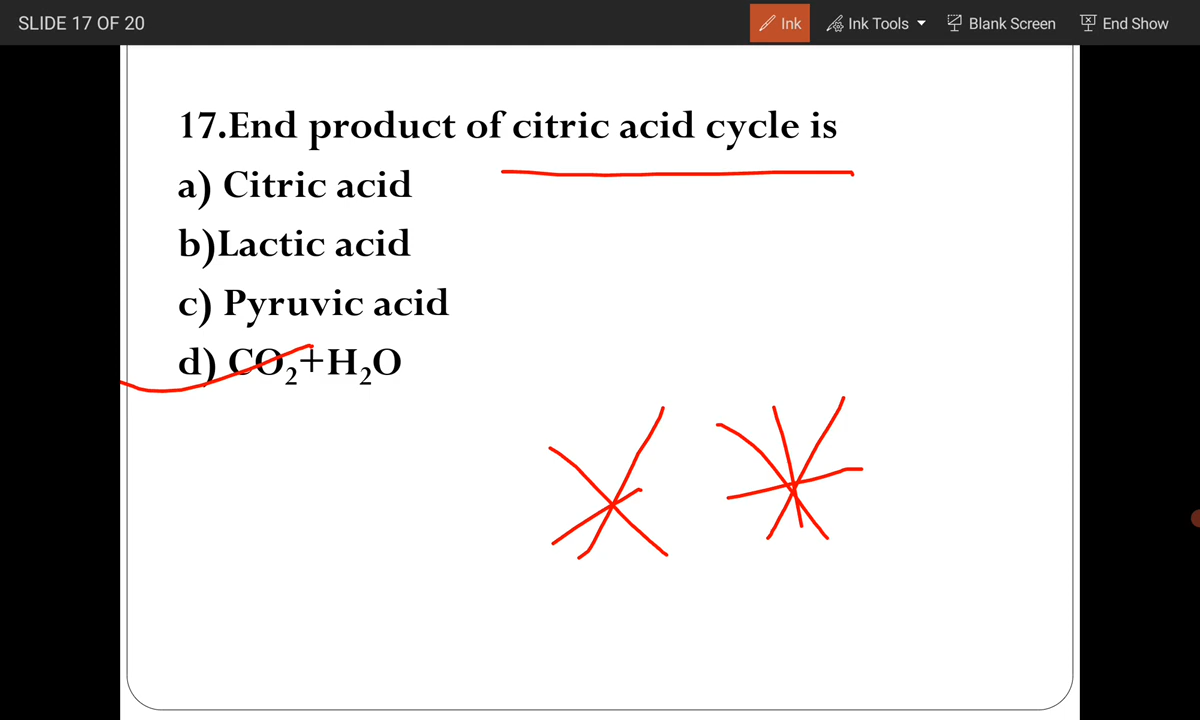 SLIDE 17 OF 20 Ink Ink Tools Blank Screen End Show
17.End product of citric acid cycle is
a) Citric acid
b)Lactic acid
c) Pyruvic acid
d) CO₂+H₂O